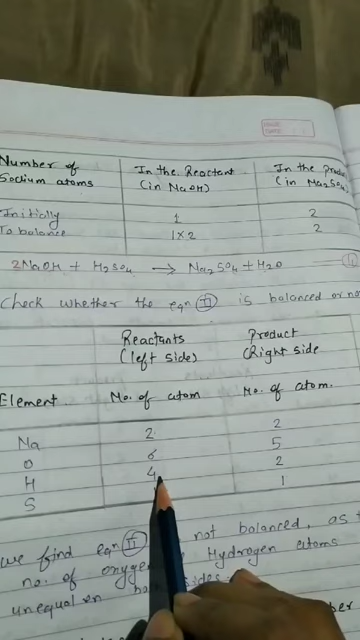 DATE
Number of In the Reactant In the produ
Sodium atoms (in NaOH) (in Na2SO4
Initially 1 2
To balance 1×2 2
2NaOH + H2SO4 → Na2SO4 + H2O II
Check whether the eqn II is balanced or no
Reactants Product
(left side) (Right side
Element No. of atom No. of atom.
Na 2 2
O 6 5
H 4 2
S 1
we find eqn II not balanced, as t
no. of oxygen Hydrogen atoms
unequal on sides